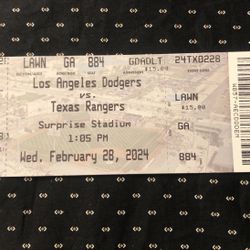 LAWN GA 884 GDADLT 24TX0228
$15.00
Los Angeles Dodgers
vs.
Texas Rangers
Surprise Stadium
1:05 PM
Wed. February 28, 2024
LAWN
$15.00
GA
884